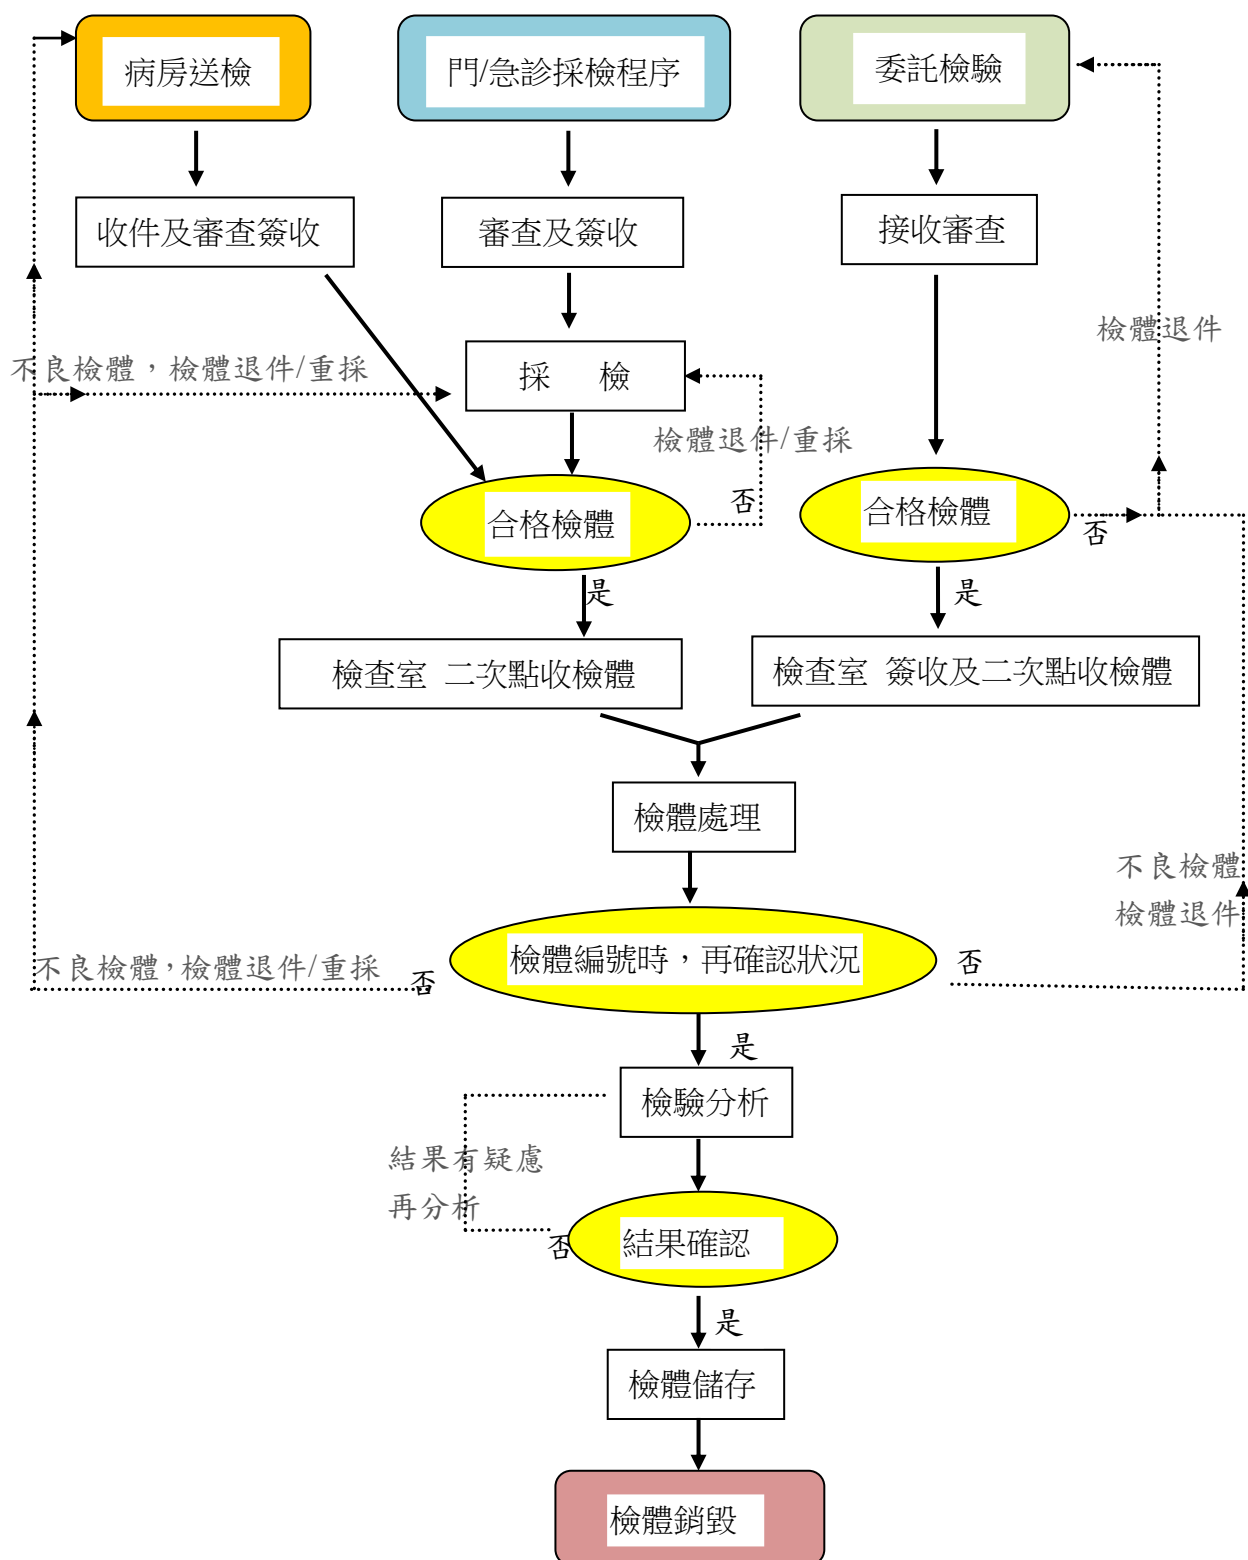 病房送檢
門/急診採檢程序
委託檢驗
收件及審查簽收
審查及簽收
接收審查
檢體退件
不良檢體，檢體退件/重採
採 檢
檢體退件/重採
否
合格檢體
合格檢體
否
是
是
檢查室 二次點收檢體
檢查室 簽收及二次點收檢體
檢體處理
不良檢體
檢體退件
檢體編號時，再確認狀況
不良檢體，檢體退件/重採
否
否
是
檢驗分析
結果有疑慮
再分析
否
結果確認
是
檢體儲存
檢體銷毀